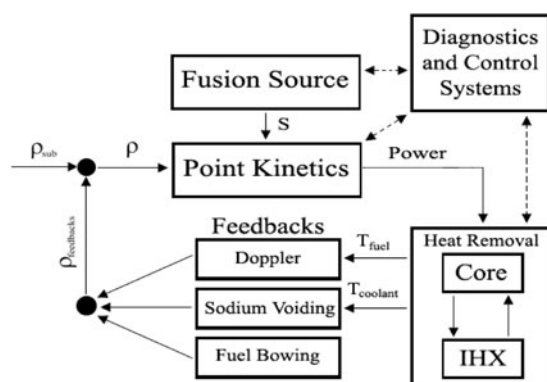 Fusion Source
Diagnostics
and Control
Systems
S
ρsub
ρ
Point Kinetics
Power
ρfeedbacks
Feedbacks
Doppler
Tfuel
Sodium Voiding
Tcoolant
Fuel Bowing
Heat Removal
Core
IHX